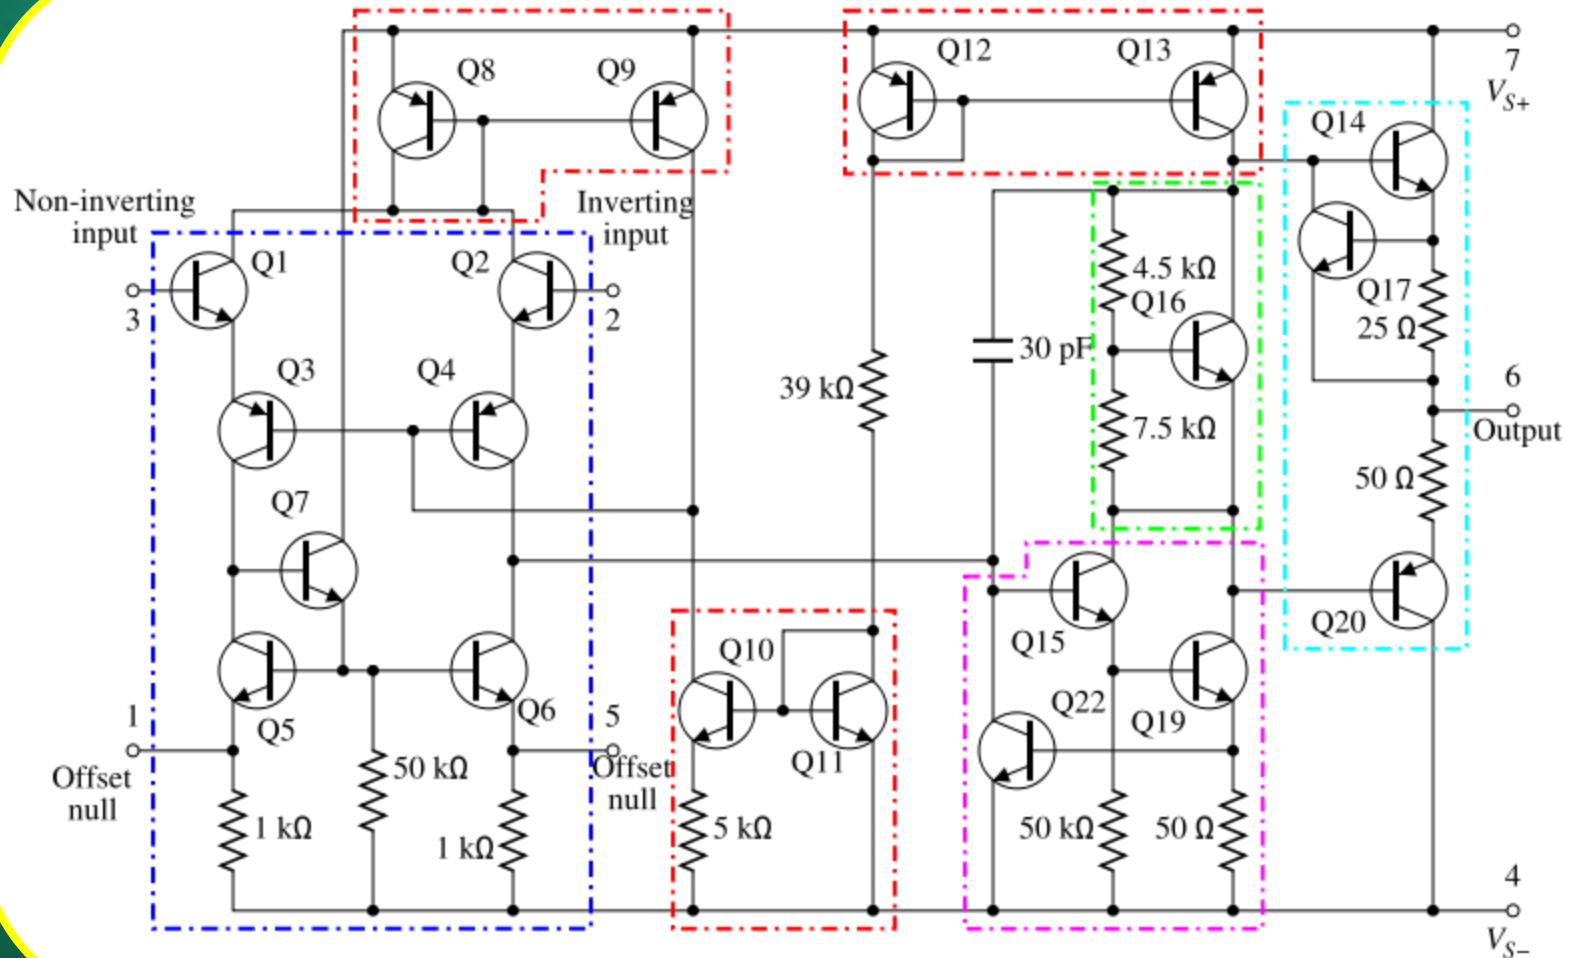 Q8
Q9
Q12
Q13
7
V_S+
Q14
Non-inverting
input
Inverting
input
Q1
Q2
3
2
4.5 kΩ
Q16
Q17
25 Ω
30 pF
39 kΩ
Q3
Q4
7.5 kΩ
6
Output
50 Ω
Q7
Q15
Q20
Q10
Q11
Q22
Q19
1
Offset
null
Q5
Q6
5
Offset
null
50 kΩ
1 kΩ
1 kΩ
5 kΩ
50 kΩ
50 Ω
4
V_S−